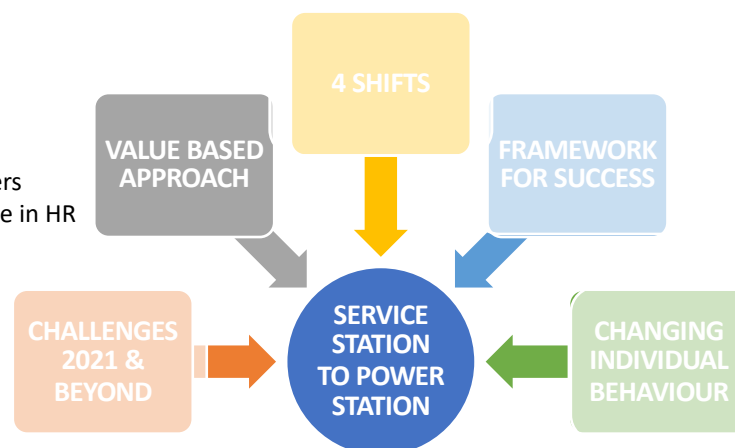 4 SHIFTS
VALUE BASED
APPROACH
FRAMEWORK
FOR SUCCESS
e in HR
CHALLENGES
2021 &
BEYOND
SERVICE
STATION
TO POWER
STATION
CHANGING
INDIVIDUAL
BEHAVIOUR